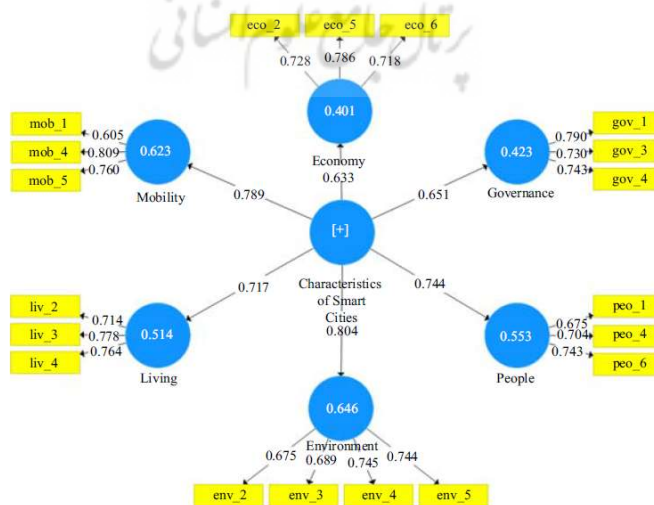 پرتال جامع علوم انسانی
eco_2
eco_5
eco_6
0.728
0.786
0.718
0.401
Economy
0.633
mob_1
mob_4
mob_5
0.605
0.809
0.760
0.623
Mobility
0.789
gov_1
gov_3
gov_4
0.790
0.730
0.743
0.423
Governance
0.651
[+]
Characteristics
of Smart
Cities
0.804
liv_2
liv_3
liv_4
0.714
0.778
0.764
0.514
Living
0.717
peo_1
peo_4
peo_6
0.675
0.704
0.743
0.553
People
0.744
0.646
Environment
0.675
0.689
0.745
0.744
env_2
env_3
env_4
env_5